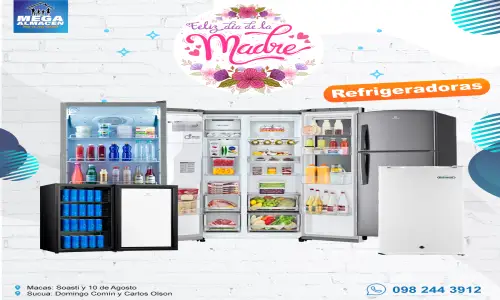 MEGA
ALMACEN
Feliz día de la
Madre
Refrigeradoras
Macas: Soasti y 10 de Agosto
Sucua: Domingo Comín y Carlos Olson
098 244 3912